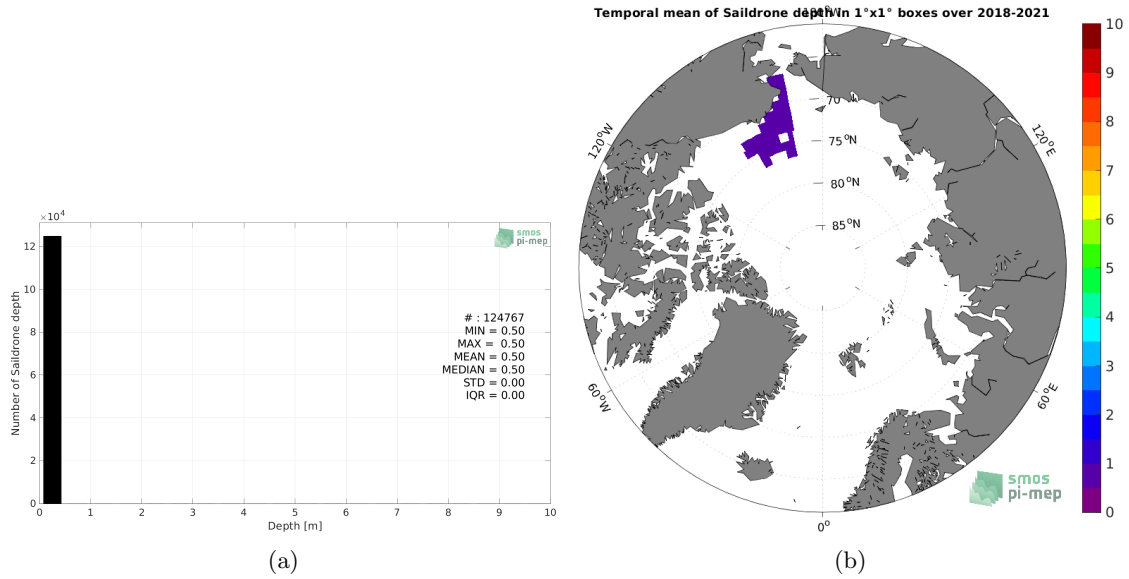 ×10⁴
12
10
8
6
4
2
0
Number of Saildrone depth
0 1 2 3 4 5 6 7 8 9 10
Depth [m]
smos
pi-mep
# : 124767
MIN = 0.50
MAX = 0.50
MEAN = 0.50
MEDIAN = 0.50
STD = 0.00
IQR = 0.00
(a)
Temporal mean of Saildrone depth in 1°x1° boxes over 2018-2021
180°W
120°W
60°W
0°
60°E
120°E
70°N
75°N
80°N
85°N
smos
pi-mep
10
9
8
7
6
5
4
3
2
1
0
(b)